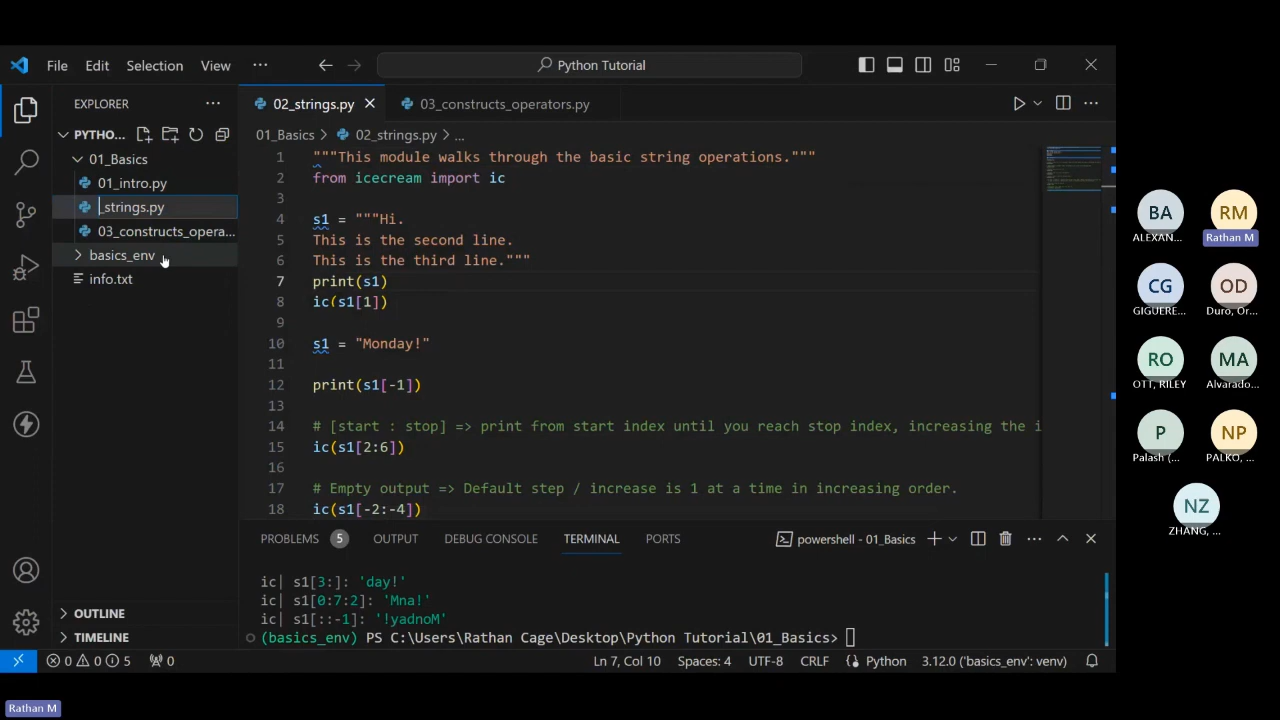 File Edit Selection View ··· Python Tutorial
EXPLORER ···
PYTHO...
01_Basics
01_intro.py
_strings.py
03_constructs_opera...
basics_env
info.txt
OUTLINE
TIMELINE
02_strings.py 03_constructs_operators.py
01_Basics > 02_strings.py > ...
1 """This module walks through the basic string operations."""
2 from icecream import ic
3
4 s1 = """Hi.
5 This is the second line.
6 This is the third line."""
7 print(s1)
8 ic(s1[1])
9
10 s1 = "Monday!"
11
12 print(s1[-1])
13
14 # [start : stop] => print from start index until you reach stop index, increasing the i
15 ic(s1[2:6])
16
17 # Empty output => Default step / increase is 1 at a time in increasing order.
18 ic(s1[-2:-4])
PROBLEMS 5 OUTPUT DEBUG CONSOLE TERMINAL PORTS powershell - 01_Basics
ic| s1[3:]: 'day!'
ic| s1[0:7:2]: 'Mna!'
ic| s1[::-1]: '!yadnoM'
(basics_env) PS C:\Users\Rathan Cage\Desktop\Python Tutorial\01_Basics>
0 0 5 0 Ln 7, Col 10 Spaces: 4 UTF-8 CRLF Python 3.12.0 ('basics_env': venv)
BA RM
ALEXAN... Rathan M
CG OD
GIGUERE... Duro, Or...
RO MA
OTT, RILEY Alvarado...
P NP
Palash (... PALKO, ...
NZ
ZHANG, ...
Rathan M